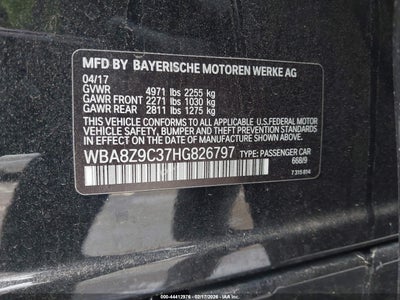 MFD BY BAYERISCHE MOTOREN WERKE AG
04/17
GVWR 4971 lbs 2255 kg
GAWR FRONT 2271 lbs 1030 kg
GAWR REAR 2811 lbs 1275 kg
THIS VEHICLE CONFORMS TO ALL APPLICABLE U.S.FEDERAL MOTOR
VEHICLE SAFETY, BUMPER, AND THEFT PREVENTION STANDARDS
IN EFFECT ON THE DATE OF MANUFACTURE SHOWN ABOVE.
WBA8Z9C37HG826797 TYPE: PASSENGER CAR
668/9
7 315 814
000-44412976 - 02/17/2026 - IAA Inc.